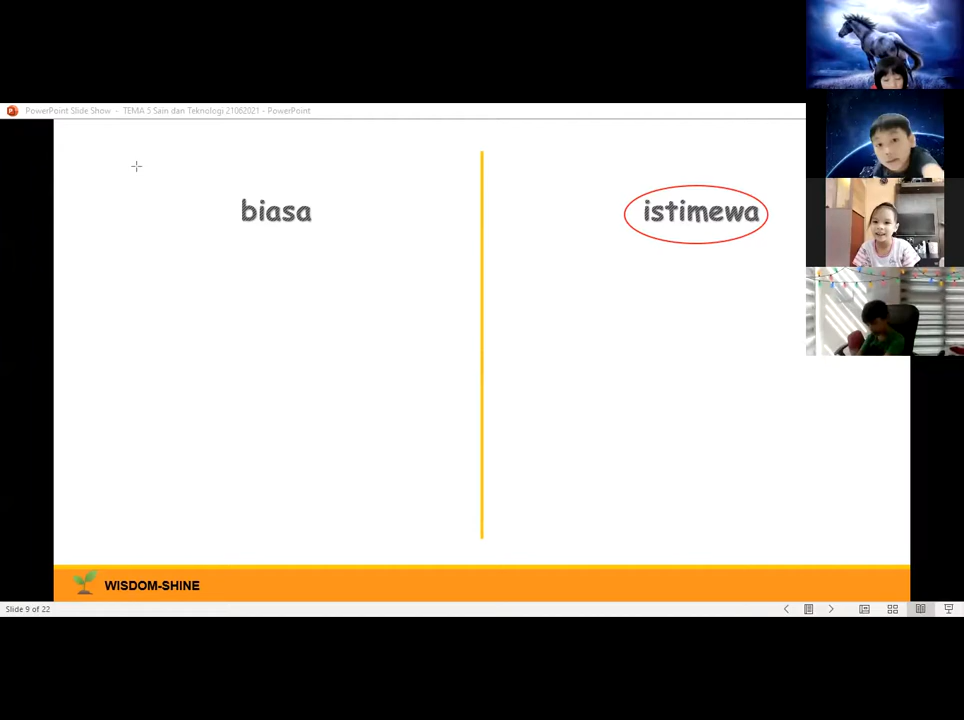 PowerPoint Slide Show - TEMA 5 Sain dan Teknologi 21062021 - PowerPoint
biasa
istimewa
WISDOM-SHINE
Slide 9 of 22